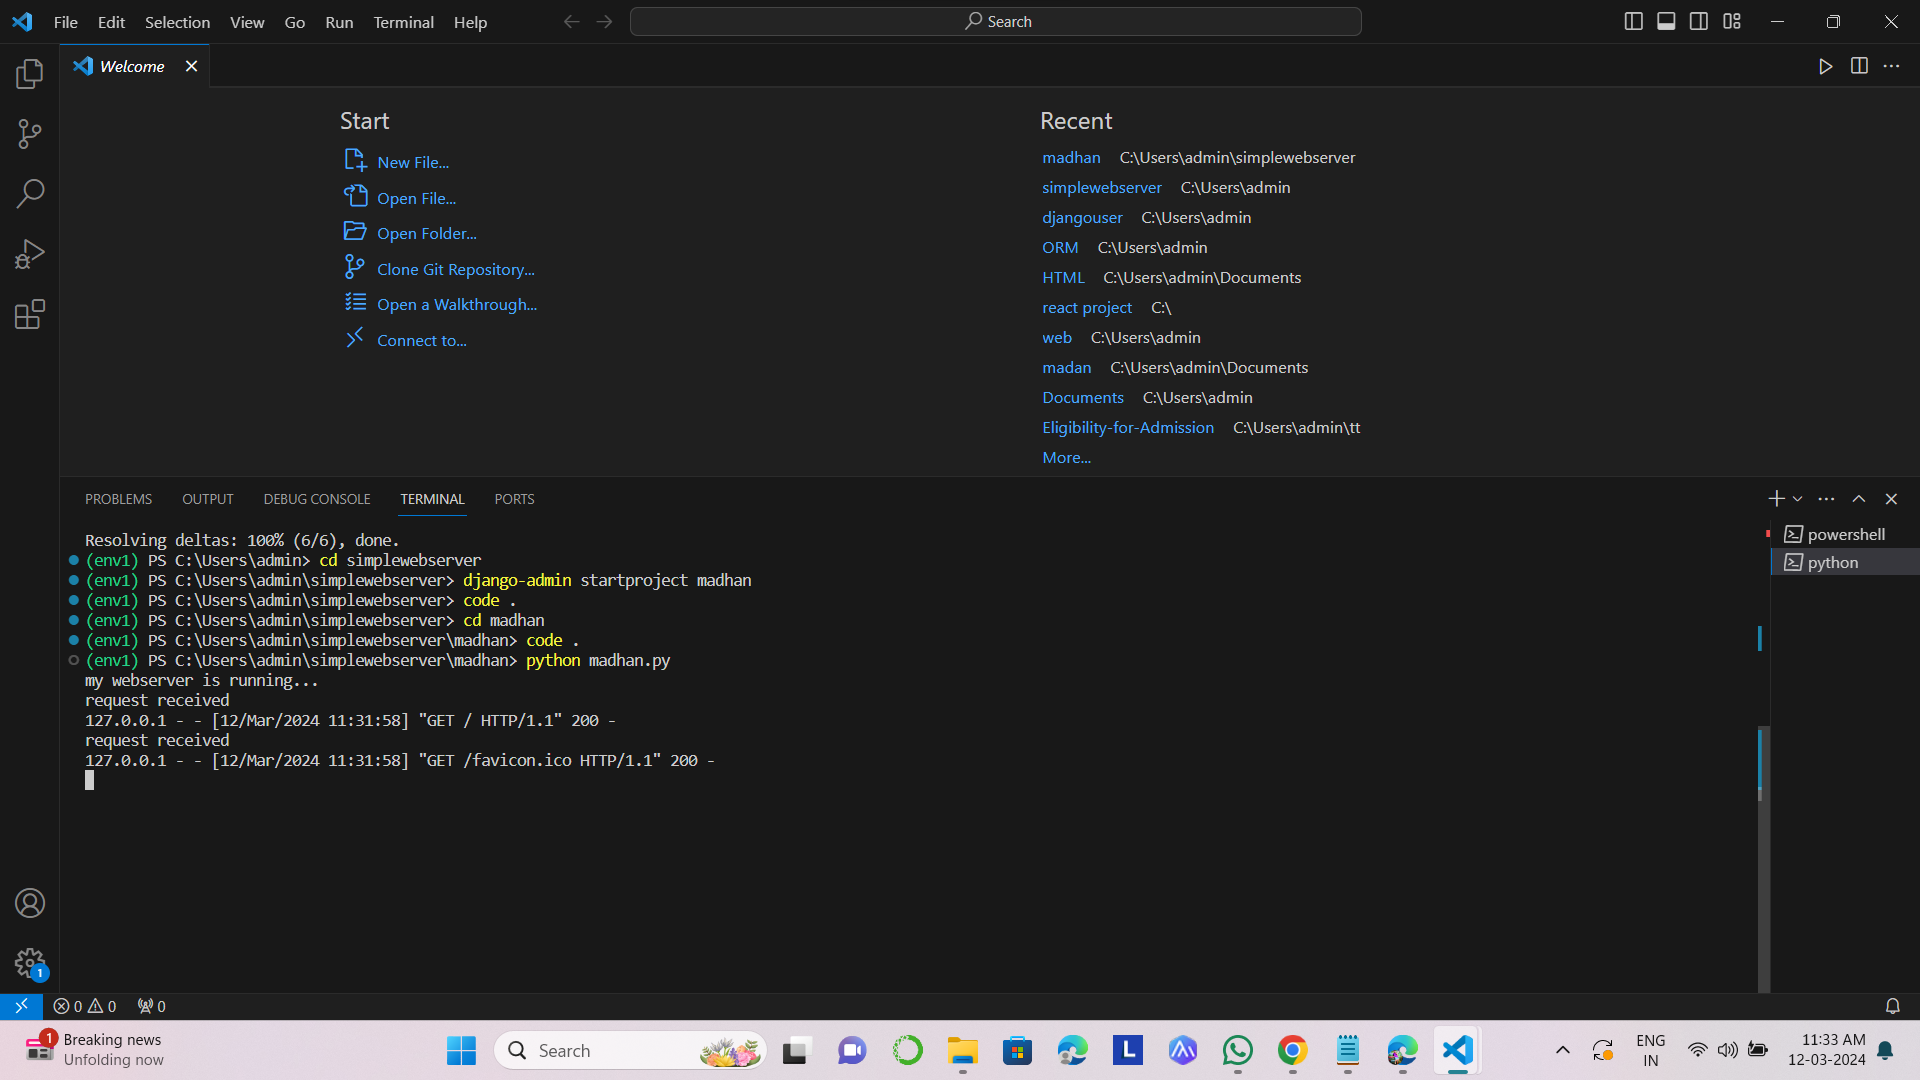 File Edit Selection View Go Run Terminal Help
Search
Welcome
Start
New File...
Open File...
Open Folder...
Clone Git Repository...
Open a Walkthrough...
Connect to...
Recent
madhan C:\Users\admin\simplewebserver
simplewebserver C:\Users\admin
djangouser C:\Users\admin
ORM C:\Users\admin
HTML C:\Users\admin\Documents
react project C:\
web C:\Users\admin
madan C:\Users\admin\Documents
Documents C:\Users\admin
Eligibility-for-Admission C:\Users\admin\tt
More...
PROBLEMS OUTPUT DEBUG CONSOLE TERMINAL PORTS
Resolving deltas: 100% (6/6), done.
(env1) PS C:\Users\admin> cd simplewebserver
(env1) PS C:\Users\admin\simplewebserver> django-admin startproject madhan
(env1) PS C:\Users\admin\simplewebserver> code .
(env1) PS C:\Users\admin\simplewebserver> cd madhan
(env1) PS C:\Users\admin\simplewebserver\madhan> code .
(env1) PS C:\Users\admin\simplewebserver\madhan> python madhan.py
my webserver is running...
request received
127.0.0.1 - - [12/Mar/2024 11:31:58] "GET / HTTP/1.1" 200 -
request received
127.0.0.1 - - [12/Mar/2024 11:31:58] "GET /favicon.ico HTTP/1.1" 200 -
powershell
python
1
0 0 0
1
Breaking news
Unfolding now
Search
L
ENG
IN
11:33 AM
12-03-2024